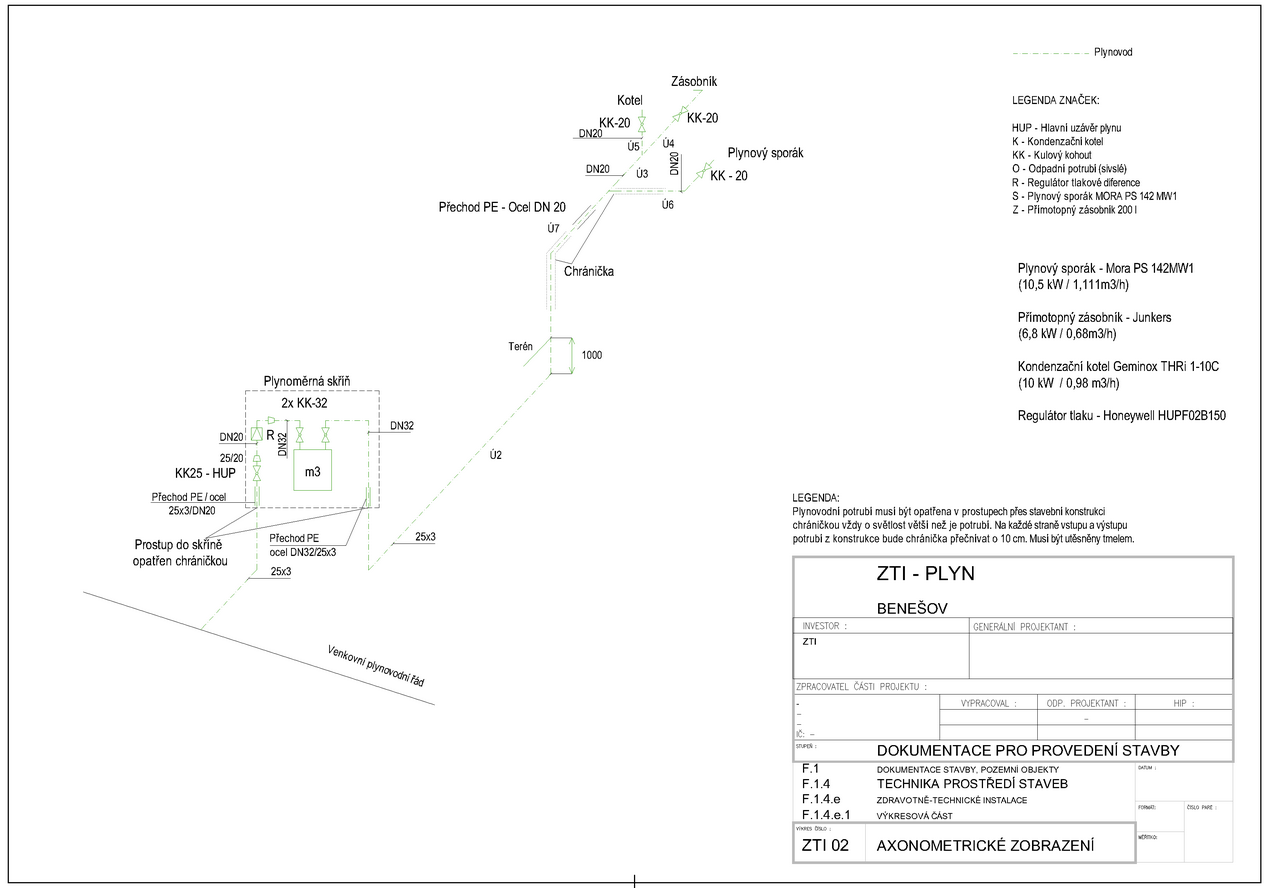 Plynovod
LEGENDA ZNAČEK:
HUP - Hlavní uzávěr plynu
K - Kondenzační kotel
KK - Kulový kohout
O - Odpadní potrubí (sivslé)
R - Regulátor tlakové diference
S - Plynový sporák MORA PS 142 MW1
Z - Přímotopný zásobník 200 l
Plynový sporák - Mora PS 142MW1
(10,5 kW / 1,111m3/h)
Přímotopný zásobník - Junkers
(6,8 kW / 0,68m3/h)
Kondenzační kotel Geminox THRi 1-10C
(10 kW / 0,98 m3/h)
Regulátor tlaku - Honeywell HUPF02B150
Zásobník
Kotel
KK-20
KK-20
DN20
Ú5
Ú4
Plynový sporák
DN20
DN20
Ú3
KK - 20
Přechod PE - Ocel DN 20
Ú6
Ú7
Chránička
Terén
1000
Plynoměrná skříň
2x KK-32
DN20
R
DN32
DN32
25/20
KK25 - HUP
m3
Ú2
Přechod PE / ocel
25x3/DN20
Prostup do skříně
opatřen chráničkou
Přechod PE
ocel DN32/25x3
25x3
25x3
Venkovní plynovodní řád
LEGENDA:
Plynovodní potrubí musí být opatřena v prostupech přes stavební konstrukci
chráničkou vždy o světlost větší než je potrubí. Na každé straně vstupu a výstupu
potrubí z konstrukce bude chránička přečnívat o 10 cm. Musí být utěsněny tmelem.
ZTI - PLYN
BENEŠOV
INVESTOR :
GENERÁLNÍ PROJEKTANT :
ZTI
ZPRACOVATEL ČÁSTI PROJEKTU :
-
–
–
IČ: –
VYPRACOVAL :
ODP. PROJEKTANT :
HIP :
–
STUPEŇ :
DOKUMENTACE PRO PROVEDENÍ STAVBY
F.1 DOKUMENTACE STAVBY, POZEMNÍ OBJEKTY
F.1.4 TECHNIKA PROSTŘEDÍ STAVEB
F.1.4.e ZDRAVOTNĚ-TECHNICKÉ INSTALACE
F.1.4.e.1 VÝKRESOVÁ ČÁST
DATUM :
FORMÁT:
ČÍSLO PARÉ :
MĚŘÍTKO:
VÝKRES ČÍSLO :
ZTI 02 AXONOMETRICKÉ ZOBRAZENÍ